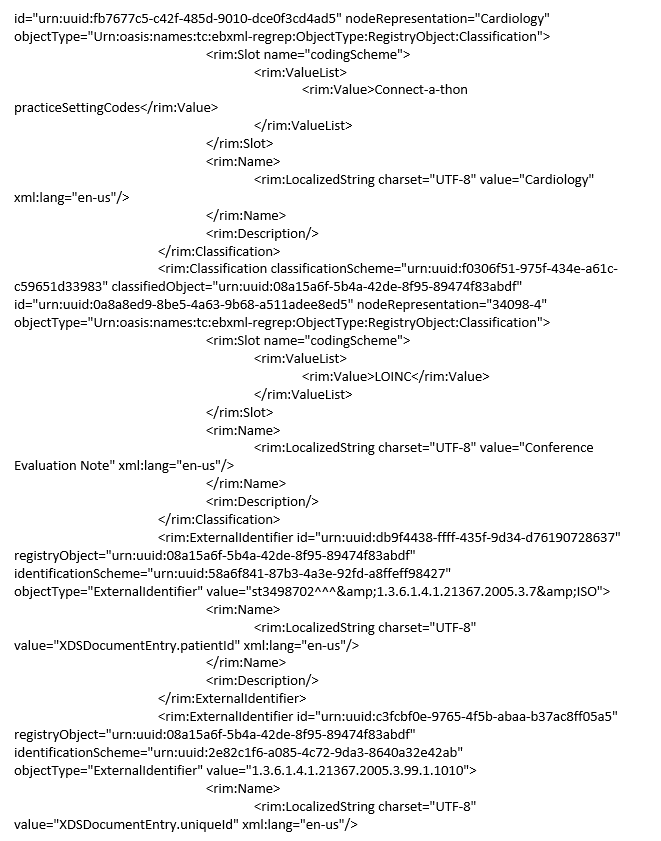 id="urn:uuid:fb7677c5-c42f-485d-9010-dce0f3cd4ad5" nodeRepresentation="Cardiology"
objectType="Urn:oasis:names:tc:ebxml-regrep:ObjectType:RegistryObject:Classification">
<rim:Slot name="codingScheme">
<rim:ValueList>
<rim:Value>Connect-a-thon
practiceSettingCodes</rim:Value>
</rim:ValueList>
</rim:Slot>
<rim:Name>
<rim:LocalizedString charset="UTF-8" value="Cardiology"
xml:lang="en-us"/>
</rim:Name>
<rim:Description/>
</rim:Classification>
<rim:Classification classificationScheme="urn:uuid:f0306f51-975f-434e-a61c-
c59651d33983" classifiedObject="urn:uuid:08a15a6f-5b4a-42de-8f95-89474f83abdf"
id="urn:uuid:0a8a8ed9-8be5-4a63-9b68-a511adee8ed5" nodeRepresentation="34098-4"
objectType="Urn:oasis:names:tc:ebxml-regrep:ObjectType:RegistryObject:Classification">
<rim:Slot name="codingScheme">
<rim:ValueList>
<rim:Value>LOINC</rim:Value>
</rim:ValueList>
</rim:Slot>
<rim:Name>
<rim:LocalizedString charset="UTF-8" value="Conference
Evaluation Note" xml:lang="en-us"/>
</rim:Name>
<rim:Description/>
</rim:Classification>
<rim:ExternalIdentifier id="urn:uuid:db9f4438-ffff-435f-9d34-d76190728637"
registryObject="urn:uuid:08a15a6f-5b4a-42de-8f95-89474f83abdf"
identificationScheme="urn:uuid:58a6f841-87b3-4a3e-92fd-a8ffeff98427"
objectType="ExternalIdentifier" value="st3498702^^^&amp;1.3.6.1.4.1.21367.2005.3.7&amp;ISO">
<rim:Name>
<rim:LocalizedString charset="UTF-8"
value="XDSDocumentEntry.patientId" xml:lang="en-us"/>
</rim:Name>
<rim:Description/>
</rim:ExternalIdentifier>
<rim:ExternalIdentifier id="urn:uuid:c3fcbf0e-9765-4f5b-abaa-b37ac8ff05a5"
registryObject="urn:uuid:08a15a6f-5b4a-42de-8f95-89474f83abdf"
identificationScheme="urn:uuid:2e82c1f6-a085-4c72-9da3-8640a32e42ab"
objectType="ExternalIdentifier" value="1.3.6.1.4.1.21367.2005.3.99.1.1010">
<rim:Name>
<rim:LocalizedString charset="UTF-8"
value="XDSDocumentEntry.uniqueId" xml:lang="en-us"/>